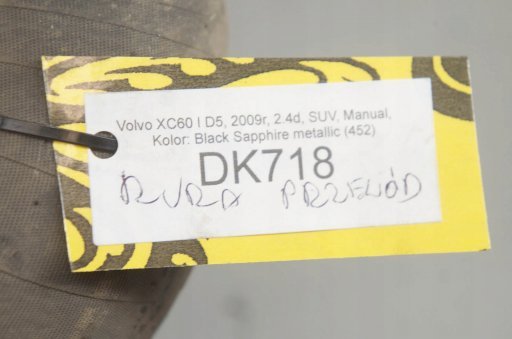 Volvo XC60 I D5, 2009r, 2.4d, SUV, Manual,
Kolor: Black Sapphire metallic (452)
DK718
RURA PRZEWÓD